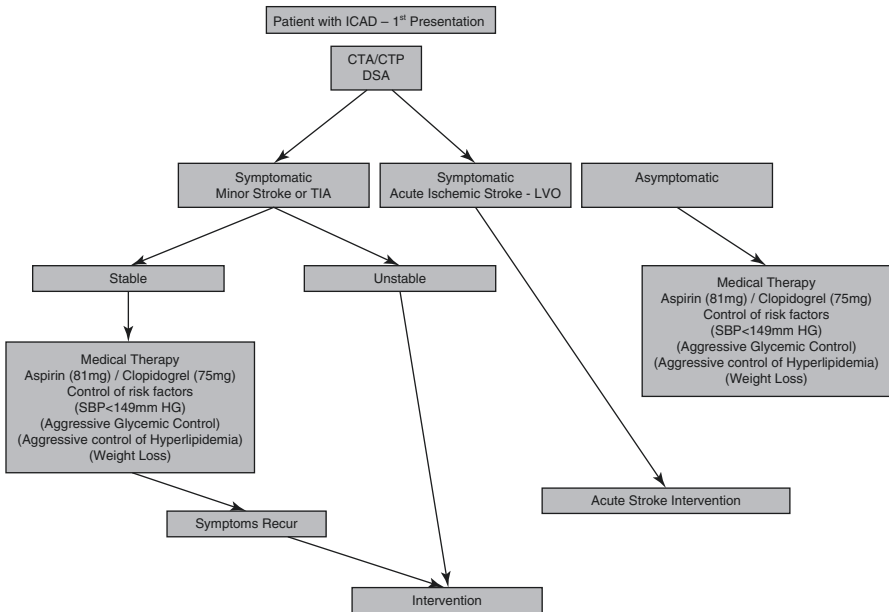 Patient with ICAD – 1st Presentation
CTA/CTP
DSA
Symptomatic
Minor Stroke or TIA
Symptomatic
Acute Ischemic Stroke - LVO
Asymptomatic
Stable
Unstable
Medical Therapy
Aspirin (81mg) / Clopidogrel (75mg)
Control of risk factors
(SBP<149mm HG)
(Aggressive Glycemic Control)
(Aggressive control of Hyperlipidemia)
(Weight Loss)
Medical Therapy
Aspirin (81mg) / Clopidogrel (75mg)
Control of risk factors
(SBP<149mm HG)
(Aggressive Glycemic Control)
(Aggressive control of Hyperlipidemia)
(Weight Loss)
Acute Stroke Intervention
Symptoms Recur
Intervention